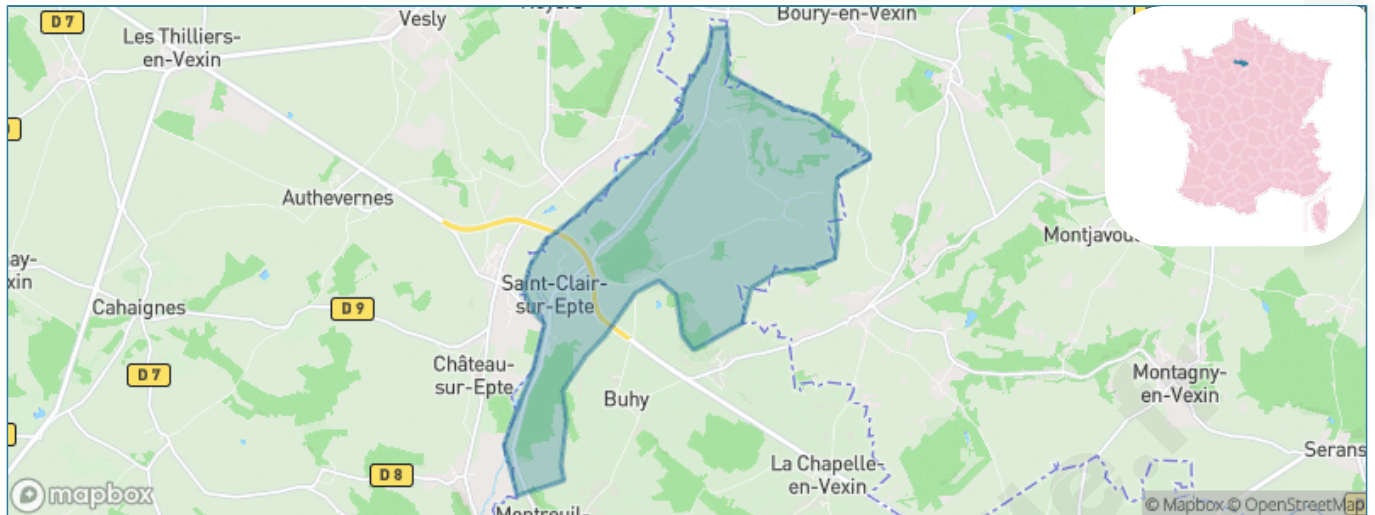 D 7
Vesly
Boury-en-Vexin
Les Thilliers-
en-Vexin
Authevernes
Montjavou
Saint-Clair-
sur-Epte
Cahaignes
D 9
Château-
sur-Epte
D 7
Montagny-
en-Vexin
Buhy
Serans
La Chapelle-
en-Vexin
D 8
mapbox
© Mapbox © OpenStreetMap